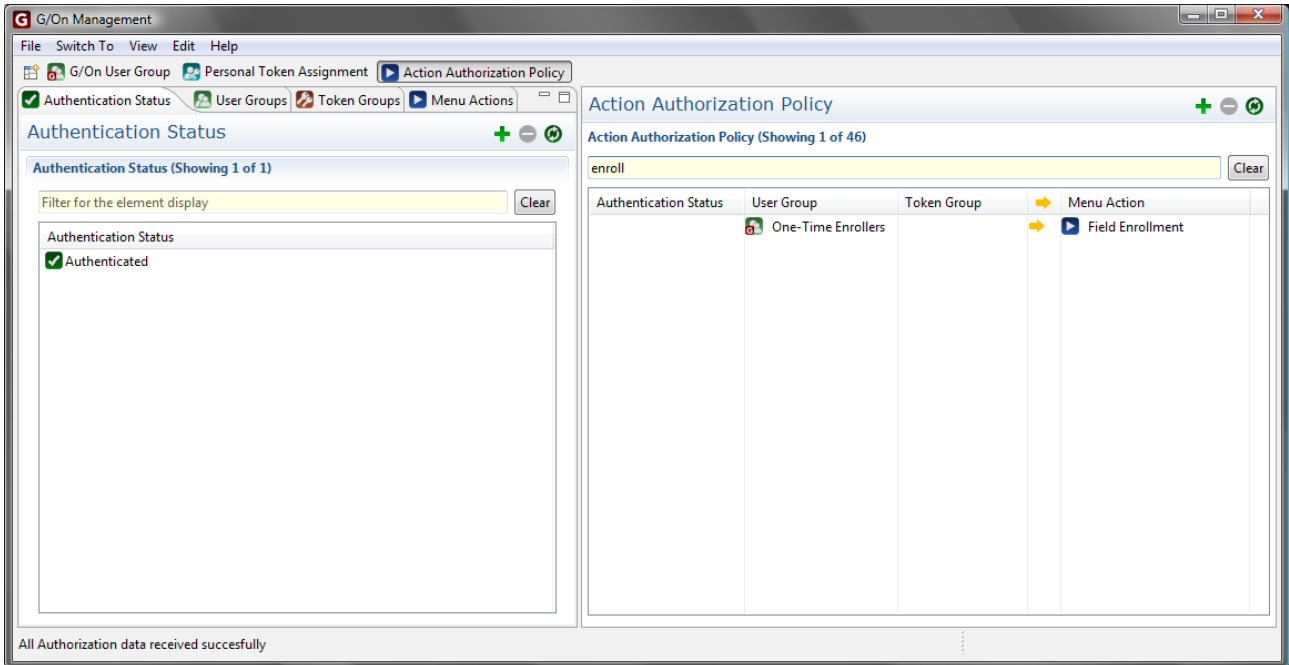 G/On Management
File Switch To View Edit Help
G/On User Group Personal Token Assignment Action Authorization Policy
Authentication Status User Groups Token Groups Menu Actions
Authentication Status
Authentication Status (Showing 1 of 1)
Filter for the element display Clear
Authentication Status
Authenticated
Action Authorization Policy
Action Authorization Policy (Showing 1 of 46)
enroll Clear
Authentication Status User Group Token Group Menu Action
One-Time Enrollers Field Enrollment
All Authorization data received succesfully